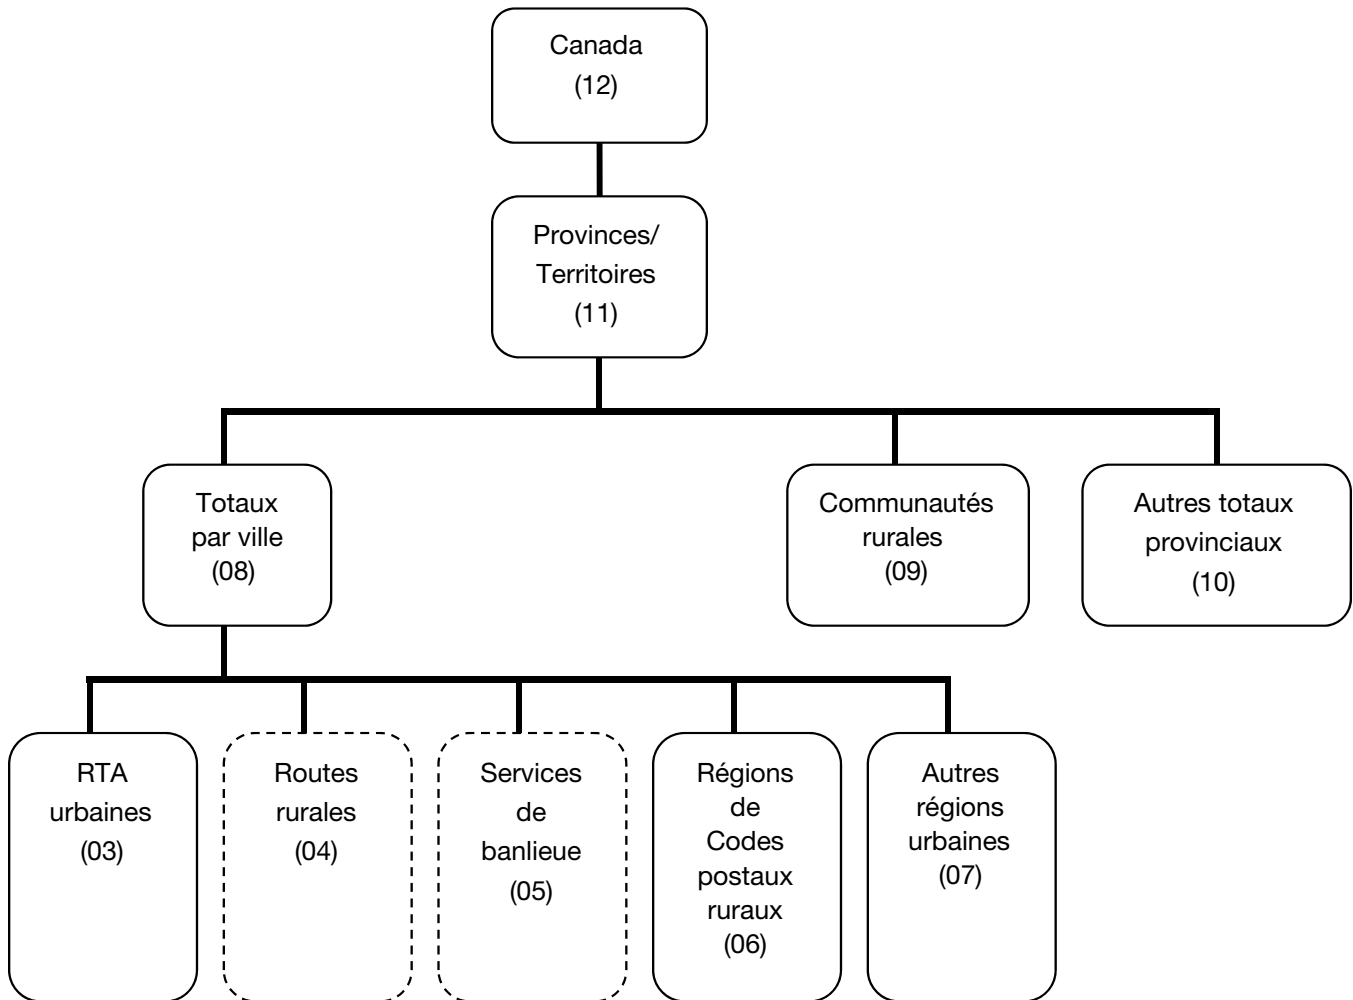 Canada
(12)
Provinces/
Territoires
(11)
Totaux
par ville
(08)
Communautés
rurales
(09)
Autres totaux
provinciaux
(10)
RTA
urbaines
(03)
Routes
rurales
(04)
Services
de
banlieue
(05)
Régions
de
Codes
postaux
ruraux
(06)
Autres
régions
urbaines
(07)